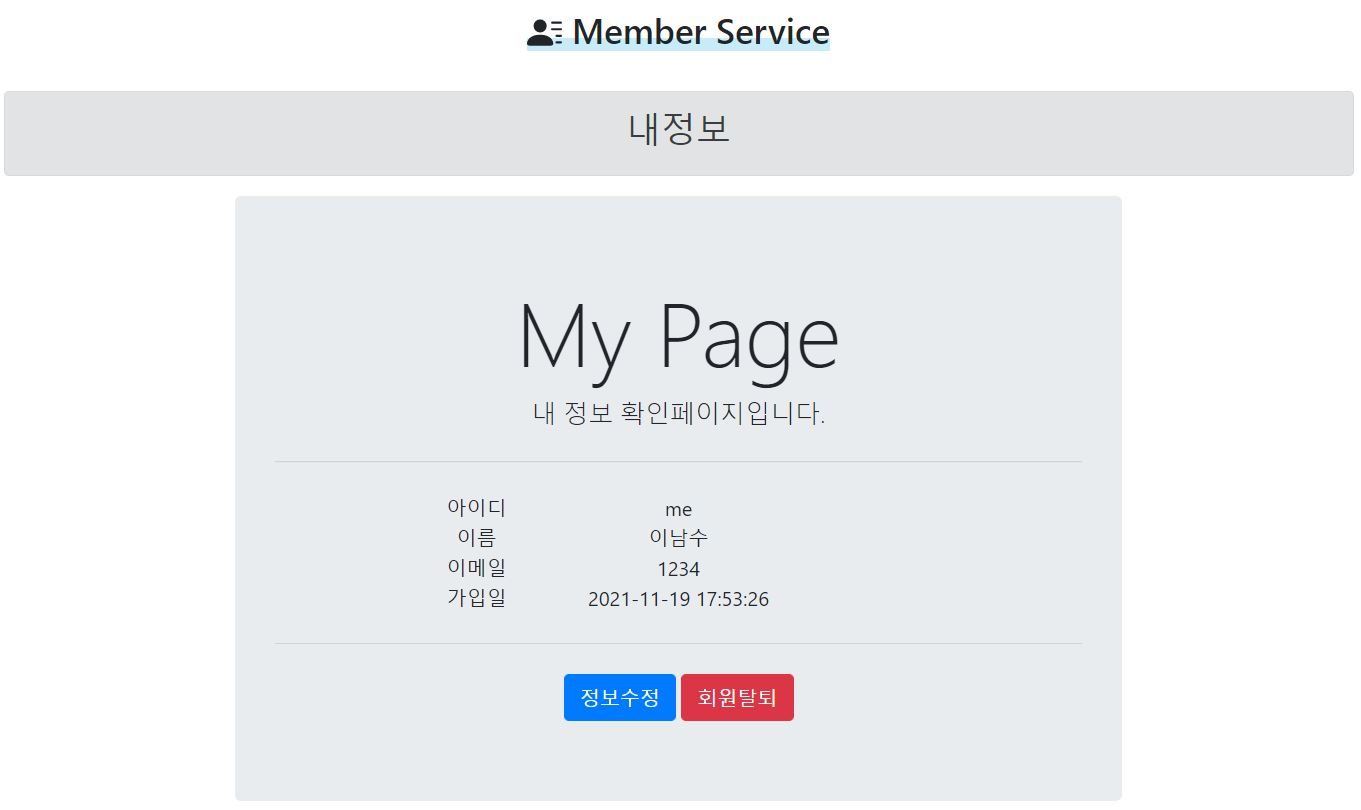 Member Service
내정보
My Page
내 정보 확인페이지입니다.
아이디 me
이름 이남수
이메일 1234
가입일 2021-11-19 17:53:26
정보수정 회원탈퇴